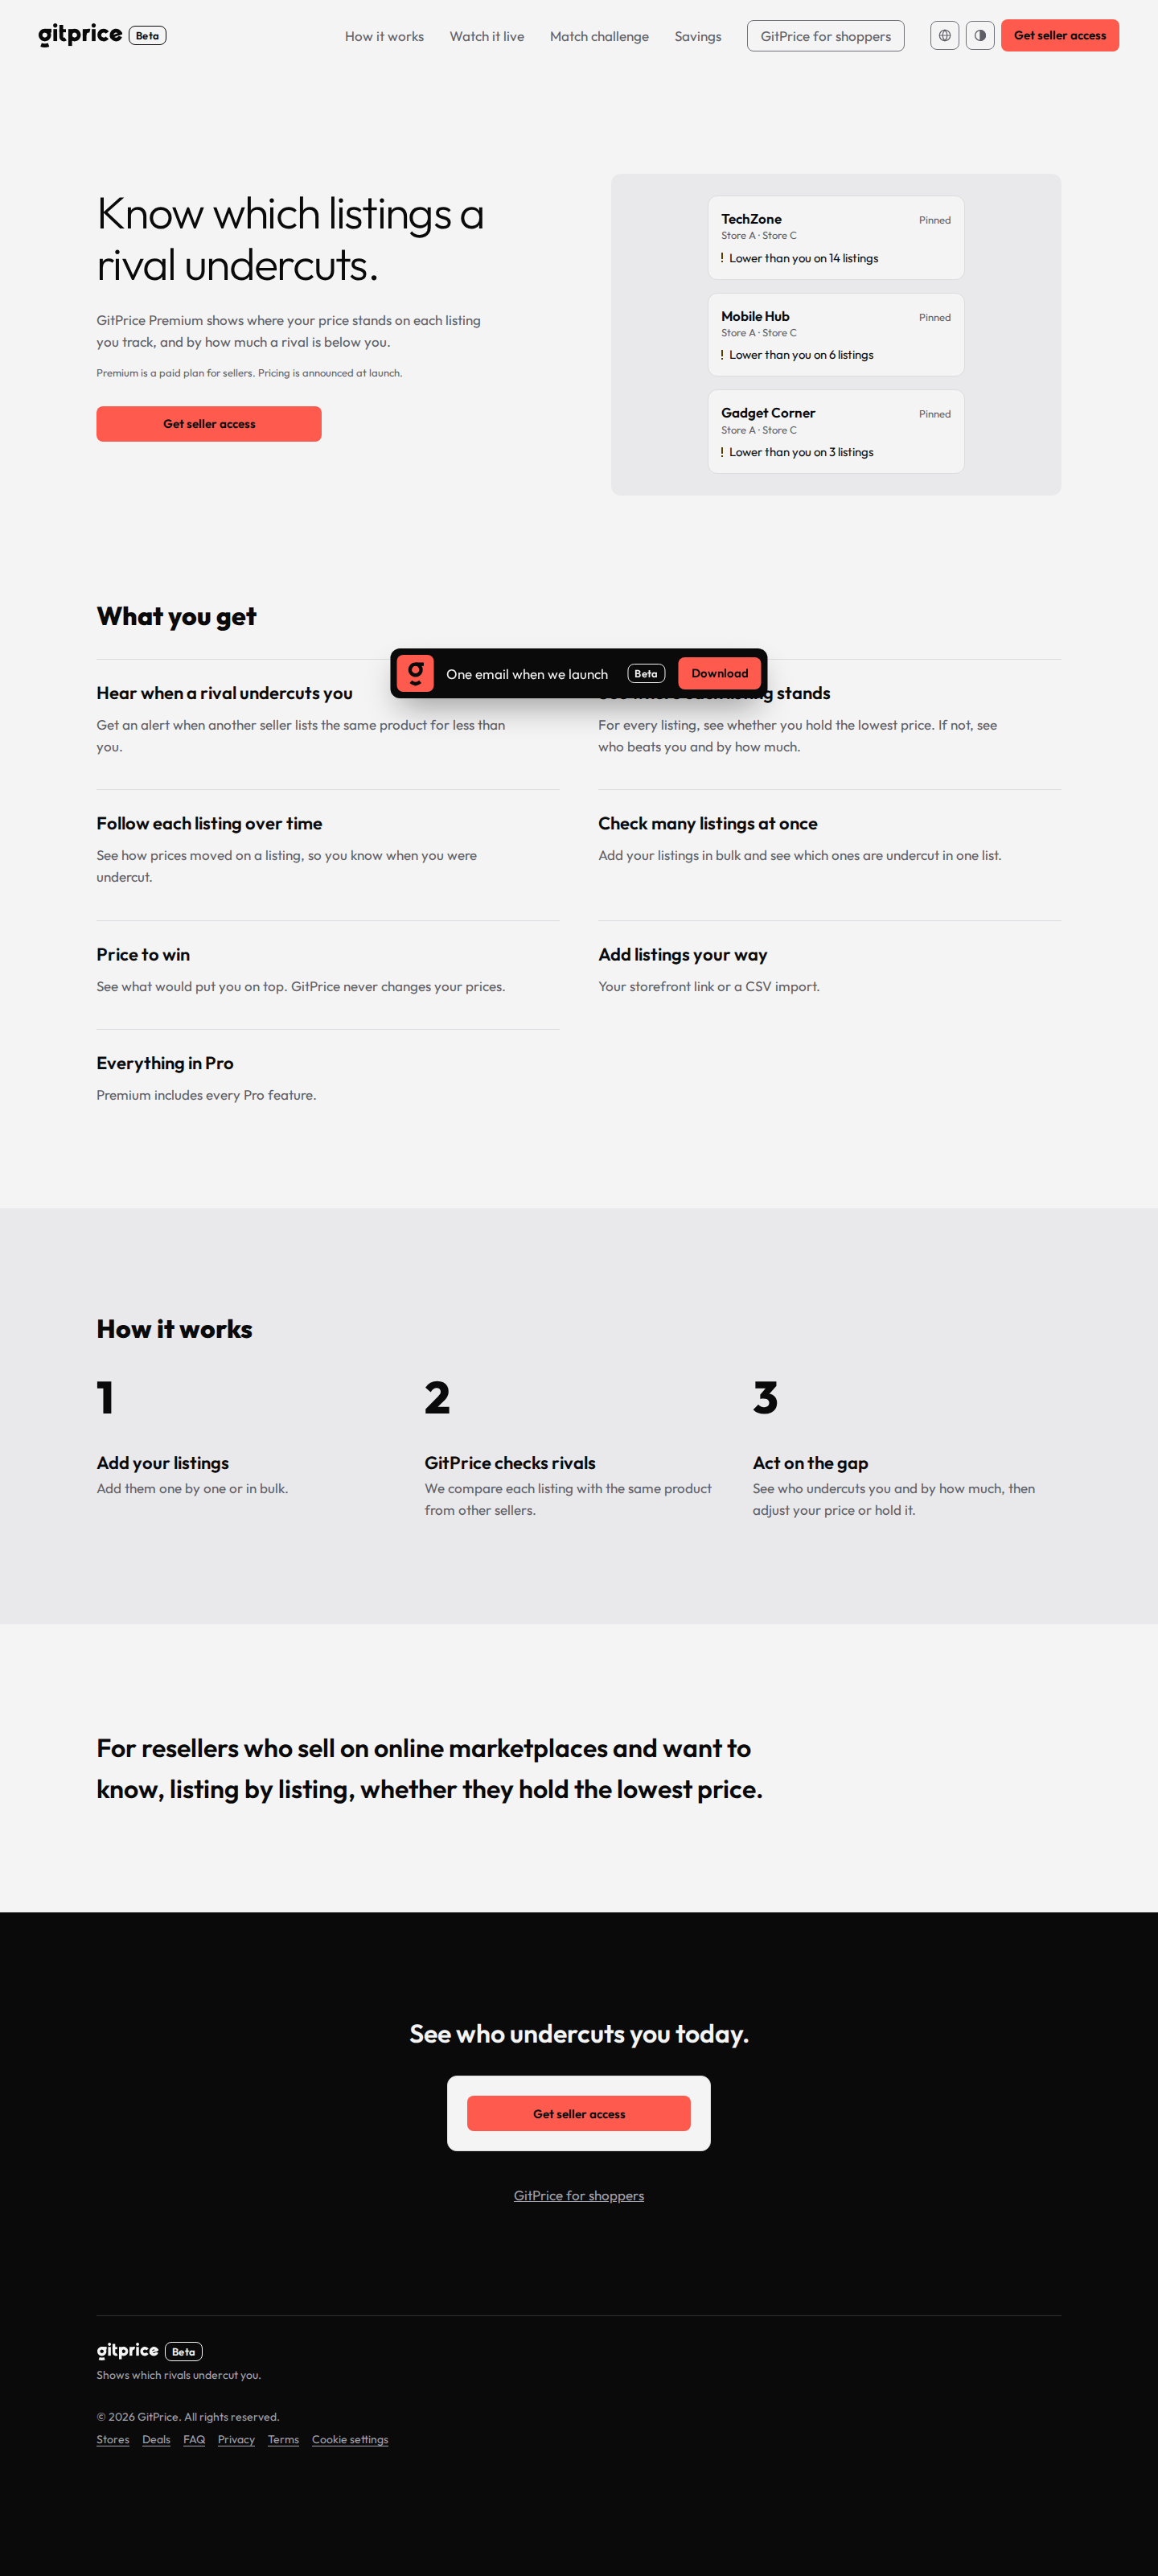 gitprice Beta
How it works Watch it live Match challenge Savings GitPrice for shoppers Get seller access
Know which listings a
rival undercuts.
GitPrice Premium shows where your price stands on each listing
you track, and by how much a rival is below you.
Premium is a paid plan for sellers. Pricing is announced at launch.
Get seller access
TechZone Pinned
Store A · Store C
! Lower than you on 14 listings
Mobile Hub Pinned
Store A · Store C
! Lower than you on 6 listings
Gadget Corner Pinned
Store A · Store C
! Lower than you on 3 listings
What you get
g One email when we launch Beta Download
Hear when a rival undercuts you
Get an alert when another seller lists the same product for less than
you.
stands
For every listing, see whether you hold the lowest price. If not, see
who beats you and by how much.
Follow each listing over time
See how prices moved on a listing, so you know when you were
undercut.
Check many listings at once
Add your listings in bulk and see which ones are undercut in one list.
Price to win
See what would put you on top. GitPrice never changes your prices.
Add listings your way
Your storefront link or a CSV import.
Everything in Pro
Premium includes every Pro feature.
How it works
1
Add your listings
Add them one by one or in bulk.
2
GitPrice checks rivals
We compare each listing with the same product
from other sellers.
3
Act on the gap
See who undercuts you and by how much, then
adjust your price or hold it.
For resellers who sell on online marketplaces and want to
know, listing by listing, whether they hold the lowest price.
See who undercuts you today.
Get seller access
GitPrice for shoppers
gitprice Beta
Shows which rivals undercut you.
© 2026 GitPrice. All rights reserved.
Stores Deals FAQ Privacy Terms Cookie settings